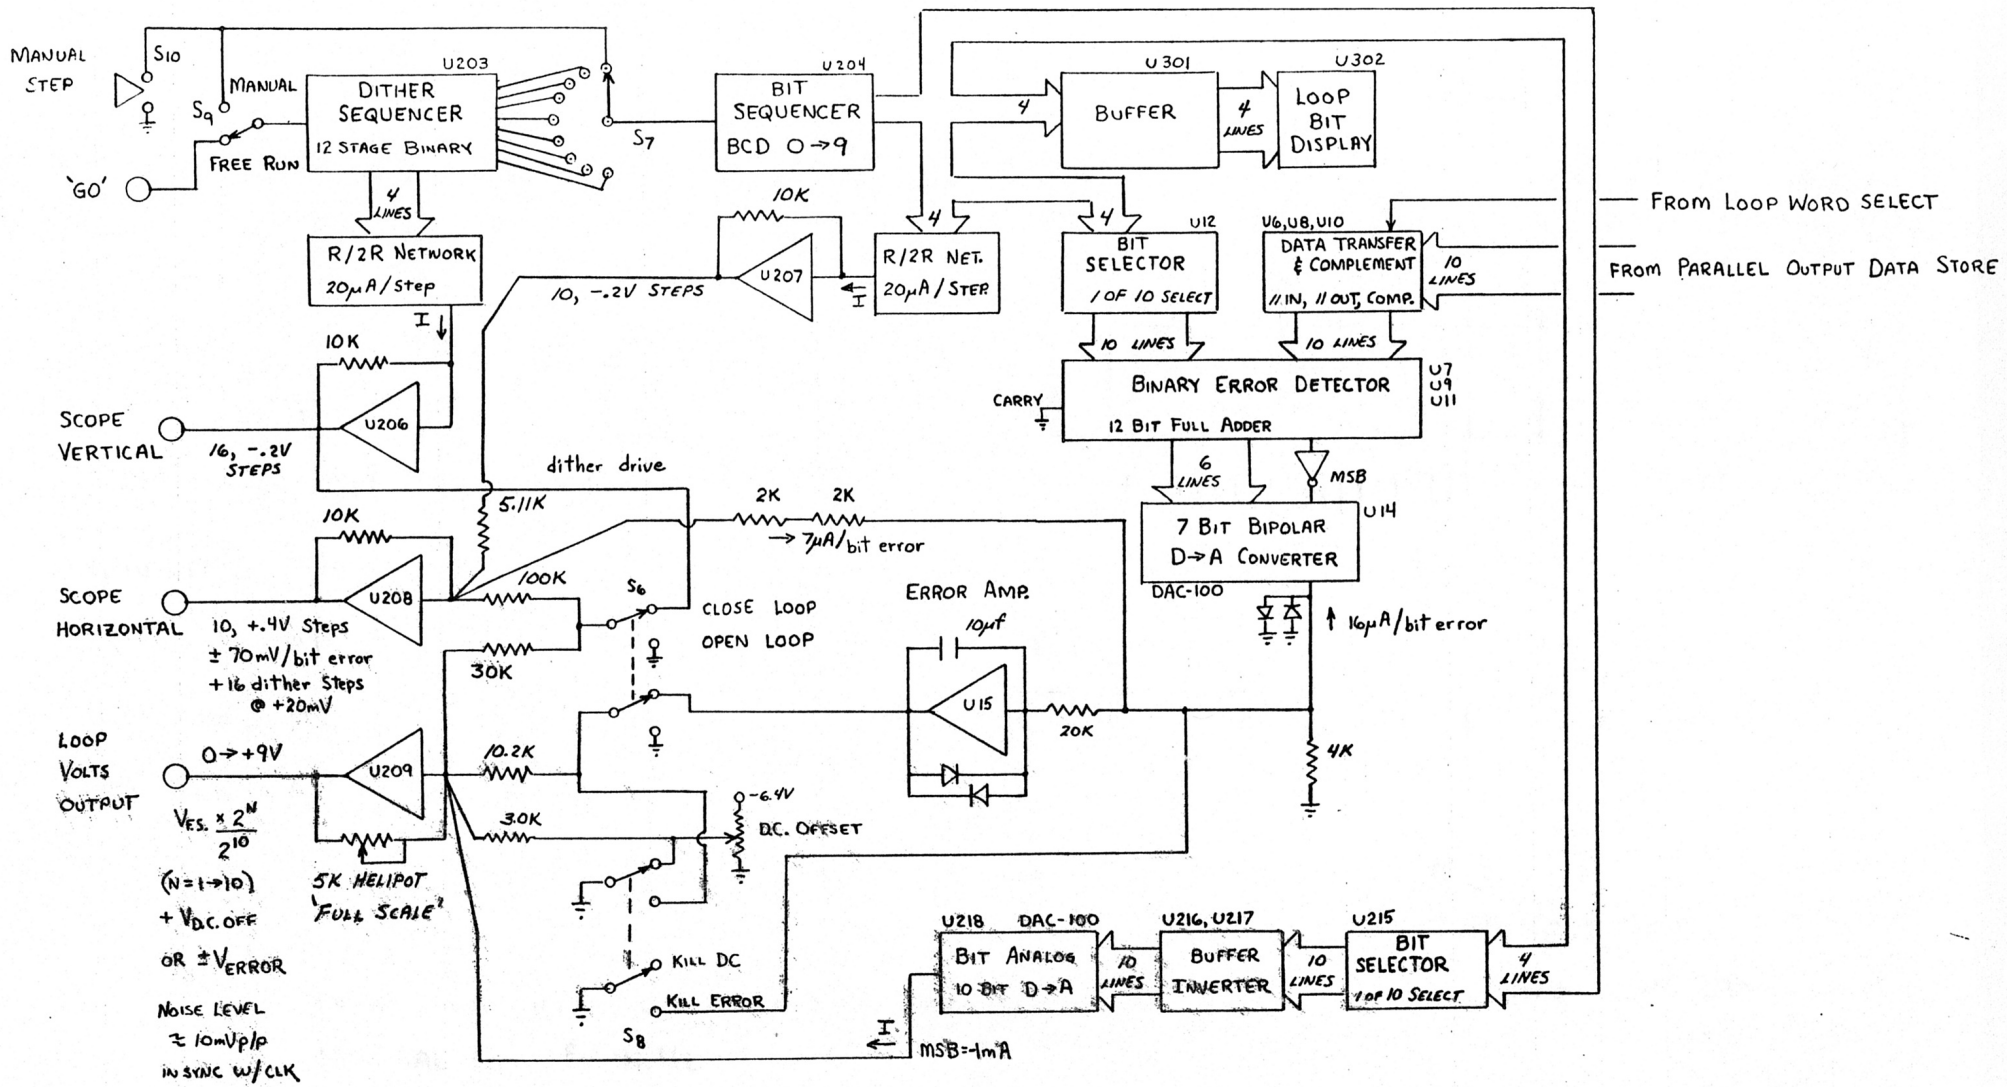 MANUAL
STEP
S10
S9
MANUAL
FREE RUN
'GO'
U203
DITHER
SEQUENCER
12 STAGE BINARY
S7
U204
BIT
SEQUENCER
BCD 0→9
4
U301
BUFFER
4
LINES
U302
LOOP
BIT
DISPLAY
4
LINES
R/2R NETWORK
20μA/Step
I
10K
U207
10, -.2V STEPS
I
4
R/2R NET.
20μA/STEP.
4
U12
BIT
SELECTOR
1 OF 10 SELECT
U6, U8, U10
DATA TRANSFER
& COMPLEMENT
// IN, // OUT, COMP.
10
LINES
FROM LOOP WORD SELECT
FROM PARALLEL OUTPUT DATA STORE
10 LINES
10 LINES
10K
U206
SCOPE
VERTICAL
16, -.2V
STEPS
CARRY
BINARY ERROR DETECTOR
12 BIT FULL ADDER
U7
U9
U11
6
LINES
MSB
dither drive
5.11K
2K
2K
→ 7μA/bit error
U14
7 BIT BIPOLAR
D→A CONVERTER
DAC-100
16μA/bit error
10K
U208
SCOPE
HORIZONTAL
10, +.4V Steps
± 70mV/bit error
+16 dither Steps
@ +20mV
100K
30K
S6
CLOSE LOOP
OPEN LOOP
ERROR AMP.
10μf
U15
20K
4K
LOOP
VOLTS
OUTPUT
0→+9V
U209
10.2K
3.0K
-6.4V
D.C. OFFSET
VF.S. × 2^N
2^10
(N=1→10)
+ VD.C. OFF
OR ±VERROR
NOISE LEVEL
≈ 10mVp/p
IN SYNC W/CLK
5K HELIPOT
'FULL SCALE'
KILL DC
KILL ERROR
S8
I
MSB=-1mA
U218 DAC-100
BIT ANALOG
10 BIT D→A
10
LINES
U216, U217
BUFFER
INVERTER
10
LINES
U215
BIT
SELECTOR
1 OF 10 SELECT
4
LINES